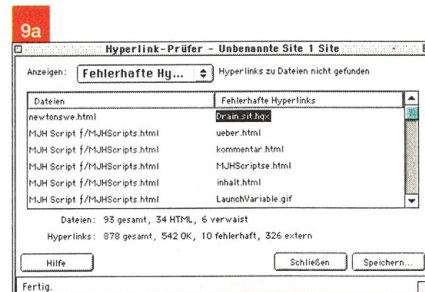 9a
Hyperlink-Prüfer – Unbenannte Site 1 Site
Anzeigen: Fehlerhafte Hy... Hyperlinks zu Dateien nicht gefunden
Dateien Fehlerhafte Hyperlinks
newtonswe.html Drain.sit.hqx
MJH Script ƒ/MJHScripts.html ueber.html
MJH Script ƒ/MJHScripts.html kommentar.html
MJH Script ƒ/MJHScripts.html MJHScriptse.html
MJH Script ƒ/MJHScripts.html inhalt.html
MJH Script ƒ/MJHScripts.html LaunchVariable.gif
Dateien: 93 gesamt, 34 HTML, 6 verwaist
Hyperlinks: 878 gesamt, 542 OK, 10 fehlerhaft, 326 extern
Hilfe Schließen Speichern...
Fertig.